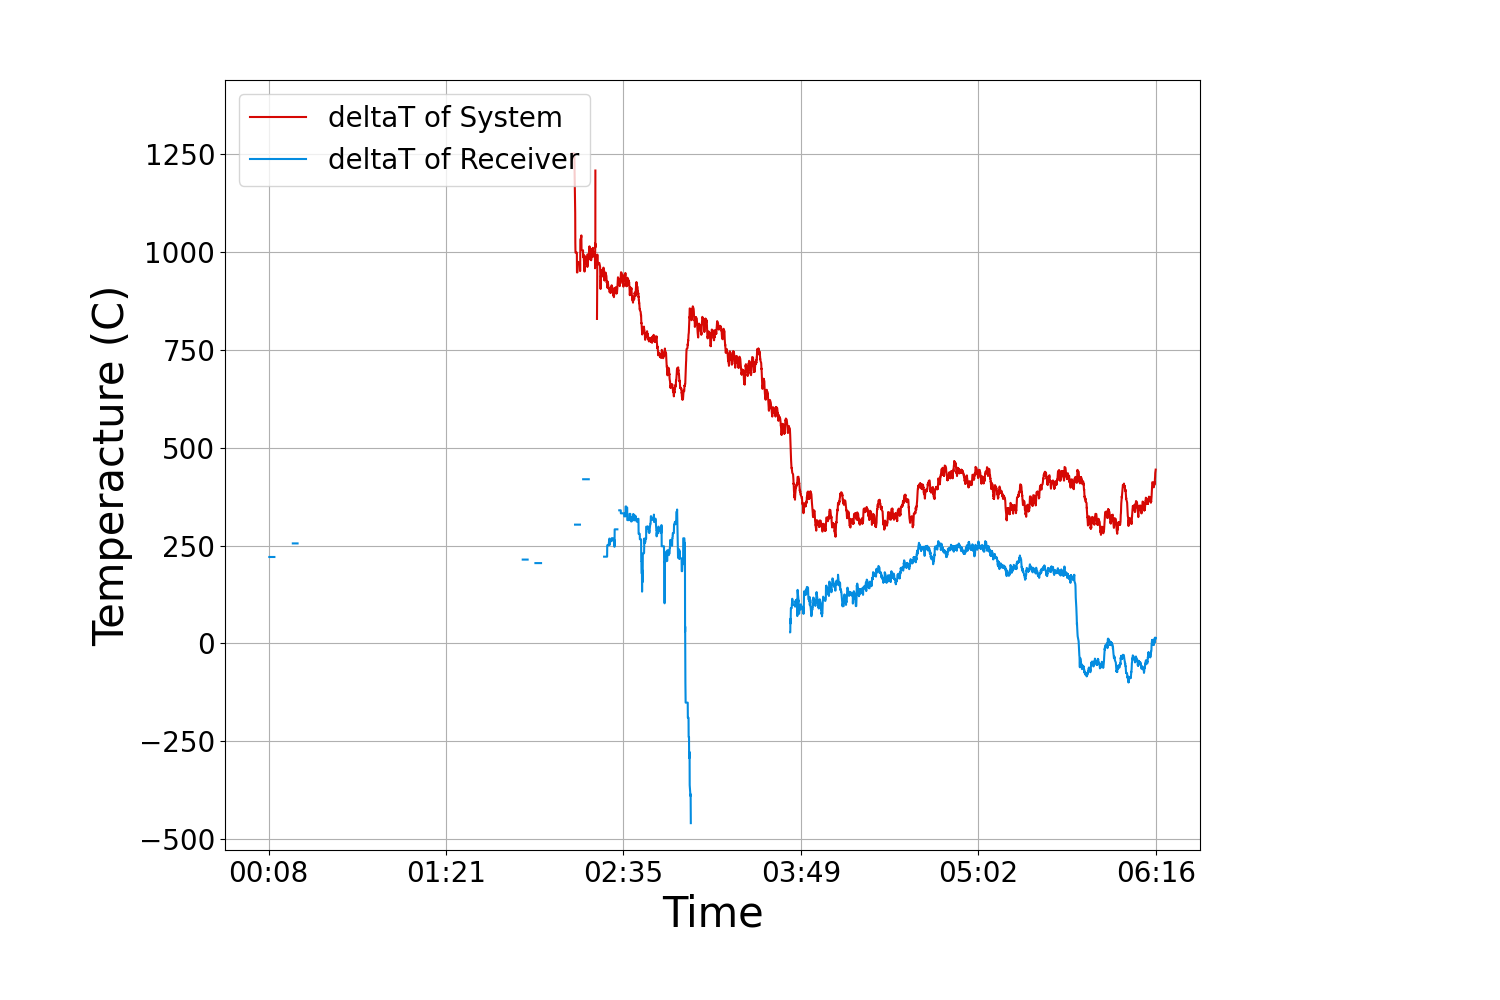 deltaT of System
deltaT of Receiver
1250
1000
750
500
250
0
−250
−500
Temperacture (C)
00:08 01:21 02:35 03:49 05:02 06:16
Time